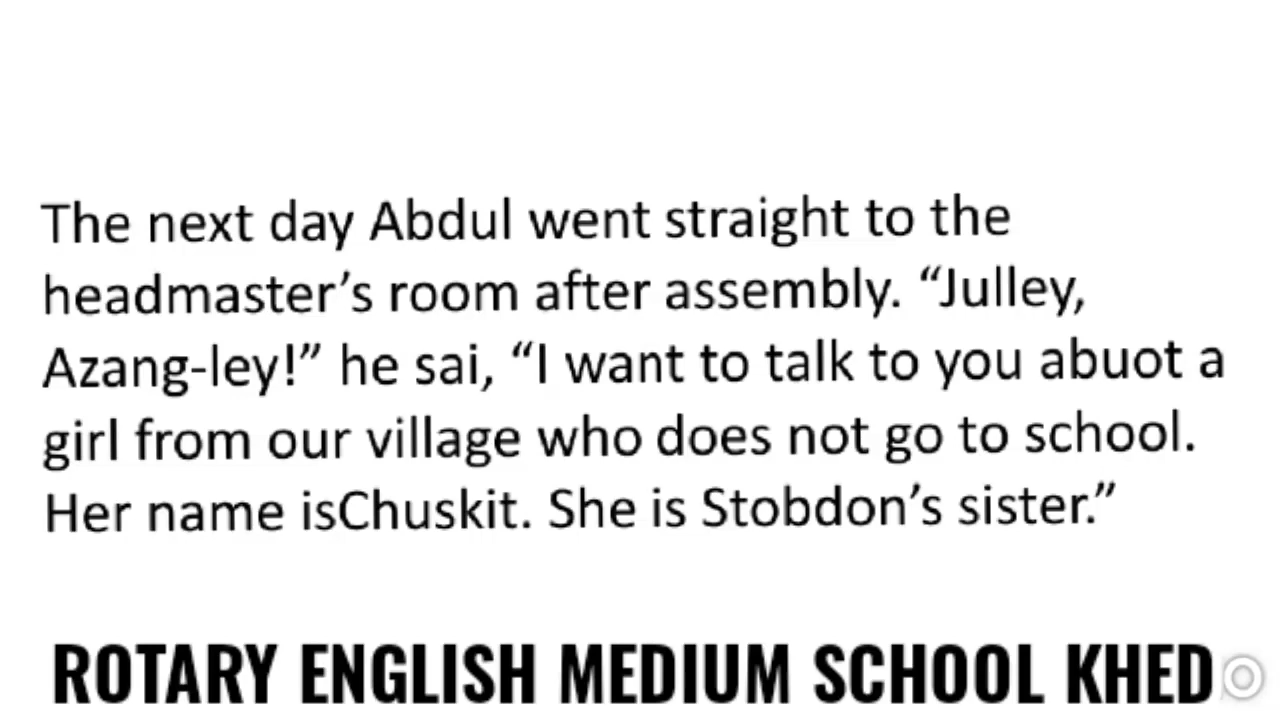 The next day Abdul went straight to the
headmaster’s room after assembly. “Julley,
Azang-ley!” he sai, “I want to talk to you abuot a
girl from our village who does not go to school.
Her name isChuskit. She is Stobdon’s sister.”
ROTARY ENGLISH MEDIUM SCHOOL KHED